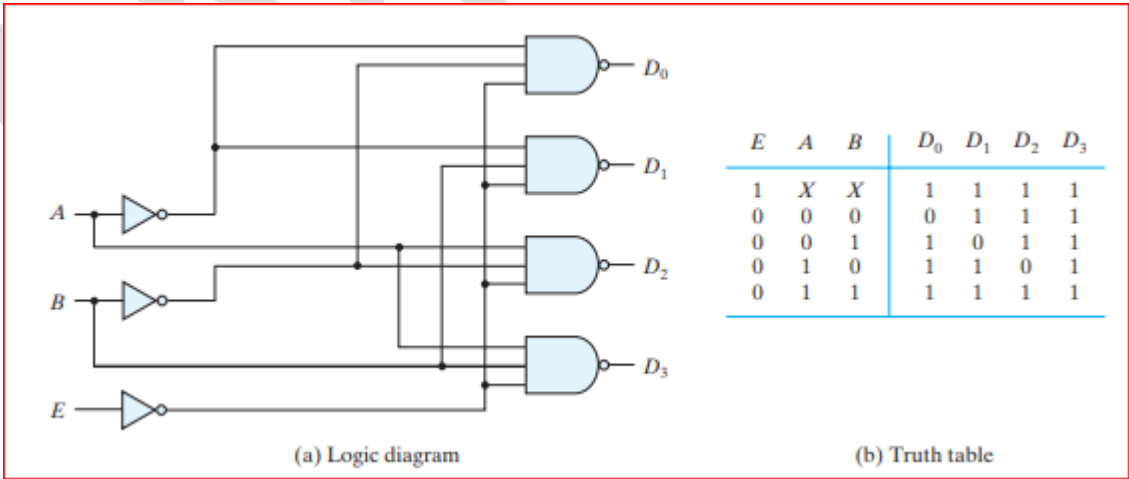 D₀
D₁
A
D₂
B
D₃
E
(a) Logic diagram
E A B D₀ D₁ D₂ D₃
1 X X 1 1 1 1
0 0 0 0 1 1 1
0 0 1 1 0 1 1
0 1 0 1 1 0 1
0 1 1 1 1 1 1
(b) Truth table